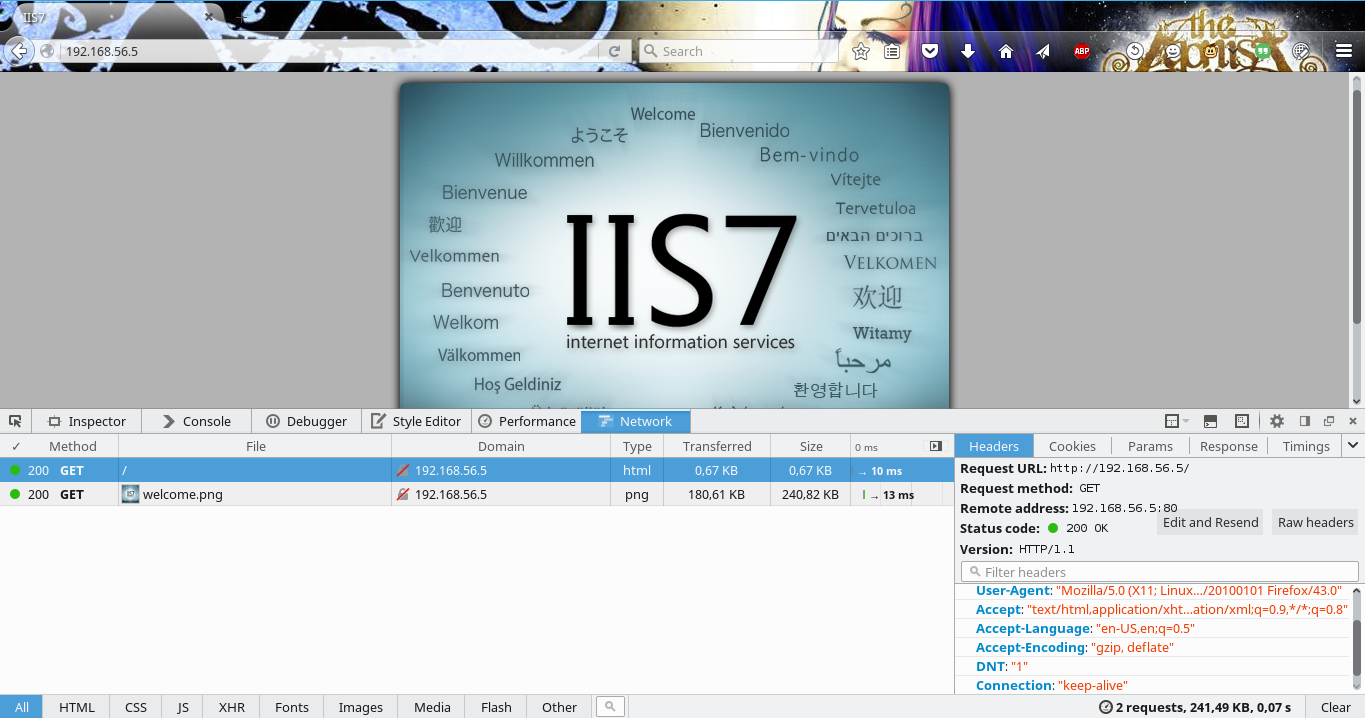 IIS7
192.168.56.5
Search
ABP
the
Welcome
ようこそ
Bienvenido
Willkommen
Bem-vindo
Vítejte
Bienvenue
Tervetuloa
歡迎
ברוכים הבאים
Velkommen
VELKOMEN
Benvenuto
欢迎
Welkom
Witamy
IIS7
internet information services
Välkommen
مرحباً
Hoş Geldiniz
환영합니다
Inspector Console Debugger Style Editor Performance Network
✓ Method File Domain Type Transferred Size 0 ms
200 GET / 192.168.56.5 html 0,67 KB 0,67 KB → 10 ms
200 GET welcome.png 192.168.56.5 png 180,61 KB 240,82 KB → 13 ms
Headers Cookies Params Response Timings
Request URL: http://192.168.56.5/
Request method: GET
Remote address: 192.168.56.5:80
Status code: 200 OK
Edit and Resend Raw headers
Version: HTTP/1.1
Filter headers
User-Agent: "Mozilla/5.0 (X11; Linux…/20100101 Firefox/43.0"
Accept: "text/html,application/xht…ation/xml;q=0.9,*/*;q=0.8"
Accept-Language: "en-US,en;q=0.5"
Accept-Encoding: "gzip, deflate"
DNT: "1"
Connection: "keep-alive"
All HTML CSS JS XHR Fonts Images Media Flash Other
2 requests, 241,49 KB, 0,07 s Clear